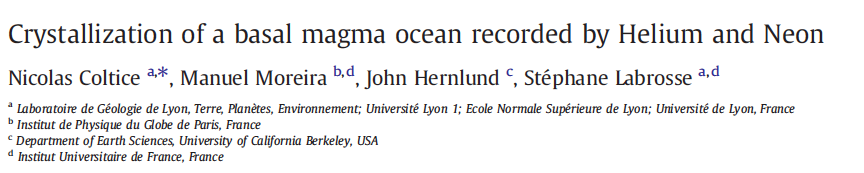 Crystallization of a basal magma ocean recorded by Helium and Neon
Nicolas Coltice a,*, Manuel Moreira b,d, John Hernlund c, Stéphane Labrosse a,d
a Laboratoire de Géologie de Lyon, Terre, Planètes, Environnement; Université Lyon 1; Ecole Normale Supérieure de Lyon; Université de Lyon, France
b Institut de Physique du Globe de Paris, France
c Department of Earth Sciences, University of California Berkeley, USA
d Institut Universitaire de France, France